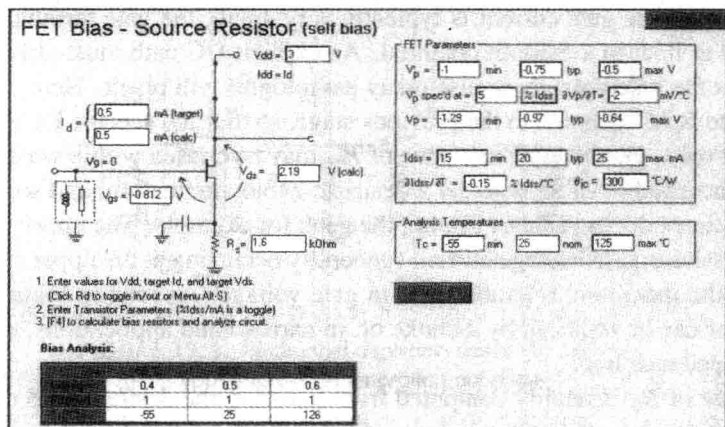 FET Bias - Source Resistor (self bias)
Vdd = 3 V
Idd = Id
I_d = { 0.5 mA (target)
0.5 mA (calc)
Vg = 0
Vgs = -0.812 V
Vds = 2.19 V (calc)
C
R_s = 1.6 kOhm
FET Parameters
Vp = -1 min -0.75 typ -0.5 max V
Vp spec'd at = 5 % Idss ∂Vp/∂T = -2 mV/°C
Vp = -1.29 min -0.97 typ -0.64 max V
Idss = 15 min 20 typ 25 max mA
∂Idss/∂T = -0.15 % Idss/°C θjc = 300 °C/W
Analysis Temperatures
Tc = -55 min 25 nom 125 max °C
1. Enter values for Vdd, target Id, and target Vds.
(Click Rd to toggle in/out or Menu Alt-S)
2. Enter Transistor Parameters. (%Idss/mA is a toggle)
3. [F4] to calculate bias resistors and analyze circuit.
Bias Analysis:
0.4 0.5 0.6
1 1 1
-55 25 126